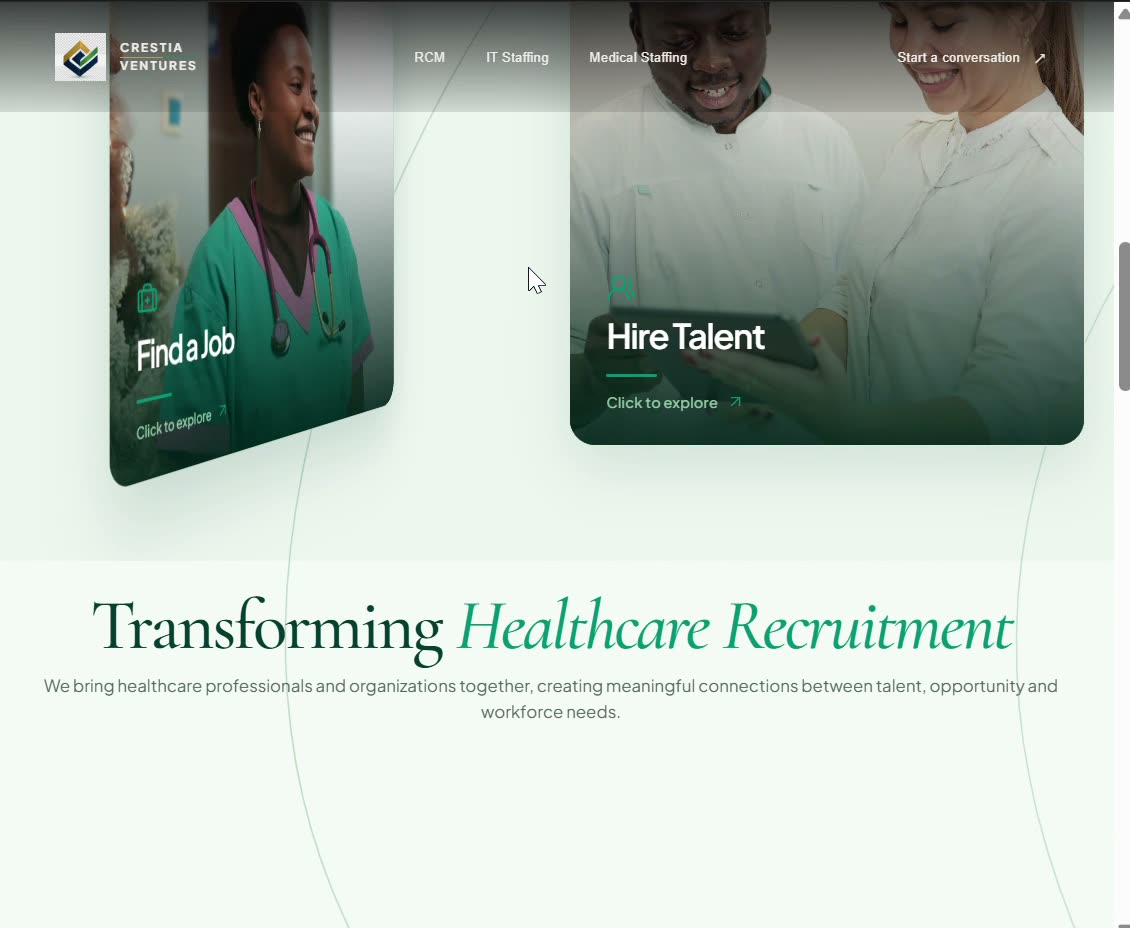 CRESTIA
VENTURES
RCM
IT Staffing
Medical Staffing
Start a conversation ↗
Find a Job
Click to explore ↗
Hire Talent
Click to explore ↗
Transforming Healthcare Recruitment
We bring healthcare professionals and organizations together, creating meaningful connections between talent, opportunity and
workforce needs.